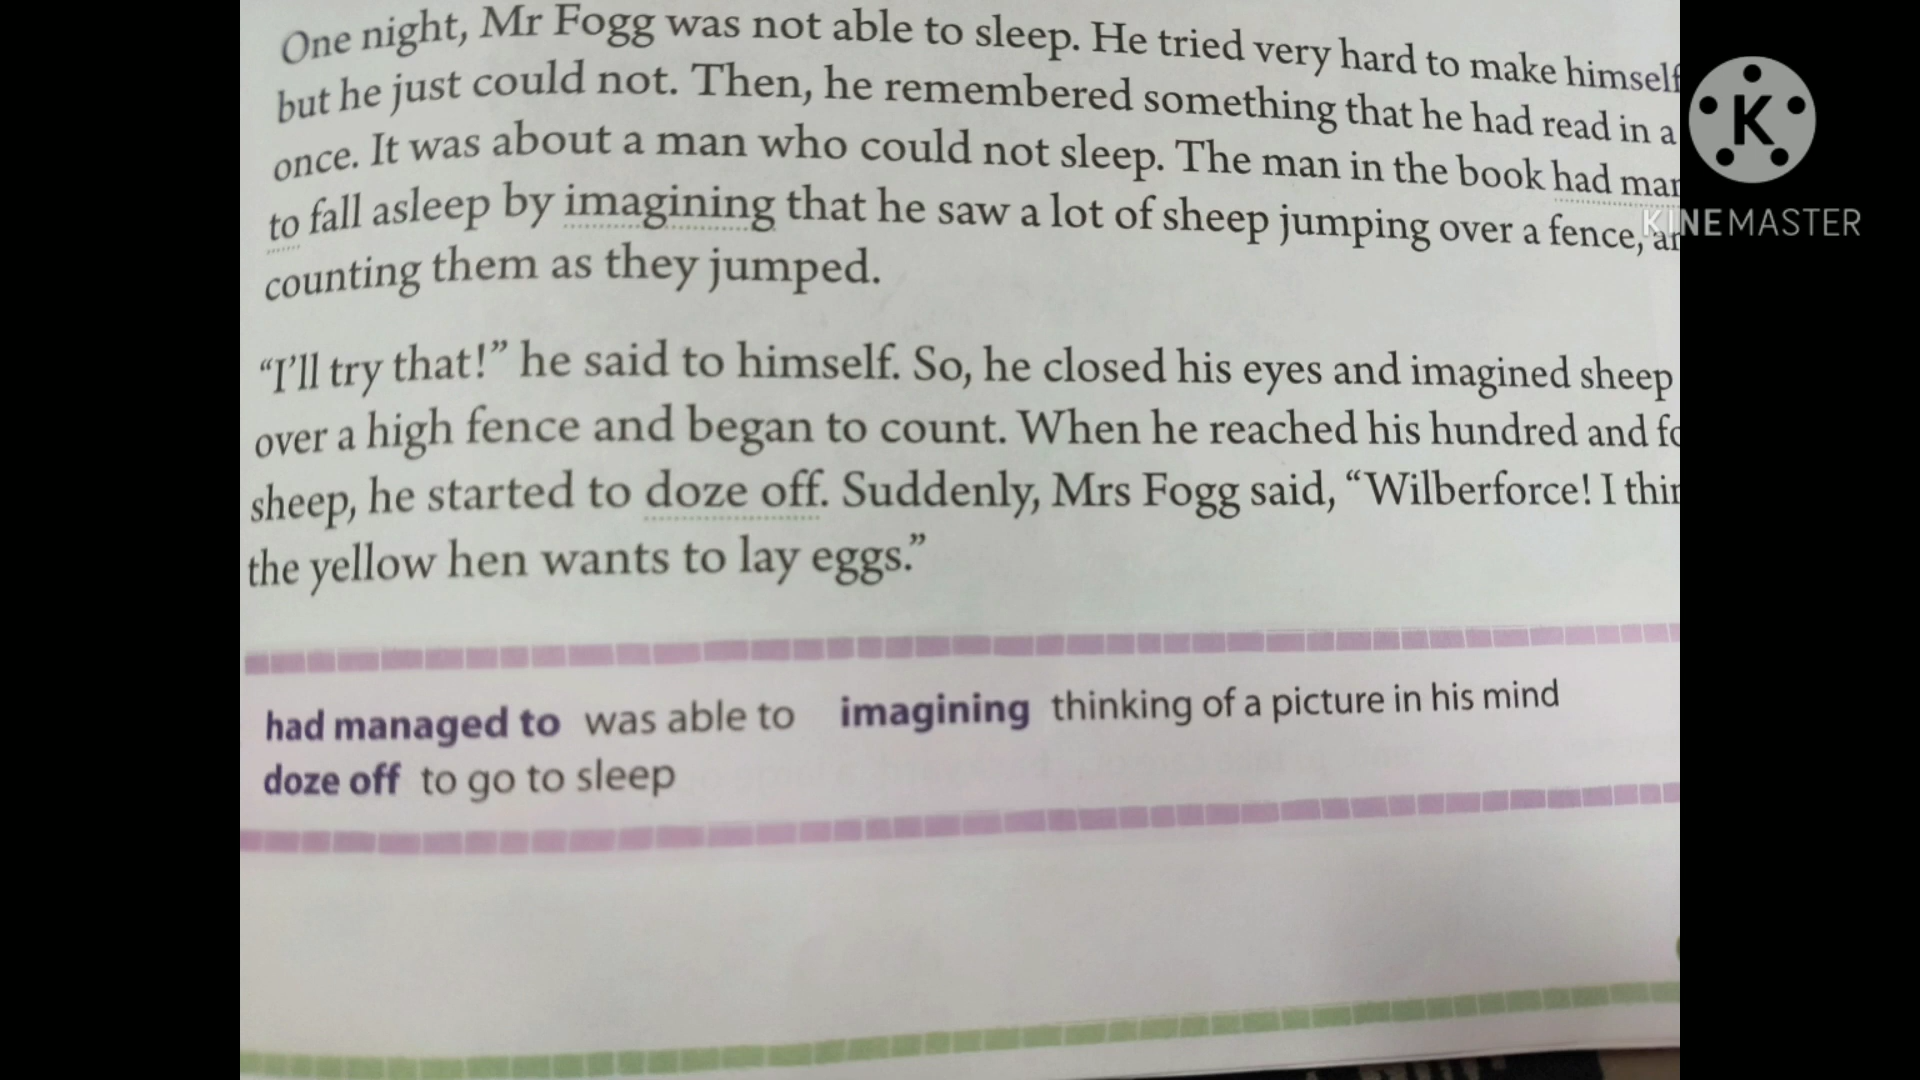 One night, Mr Fogg was not able to sleep. He tried very hard to make himself
but he just could not. Then, he remembered something that he had read in a
once. It was about a man who could not sleep. The man in the book had
to fall asleep by imagining that he saw a lot of sheep jumping over a fence,
counting them as they jumped.
“I’ll try that!” he said to himself. So, he closed his eyes and imagined sheep
over a high fence and began to count. When he reached his hundred and
sheep, he started to doze off. Suddenly, Mrs Fogg said, “Wilberforce! I
the yellow hen wants to lay eggs.”
had managed to was able to imagining thinking of a picture in his mind
doze off to go to sleep
K
KINEMASTER